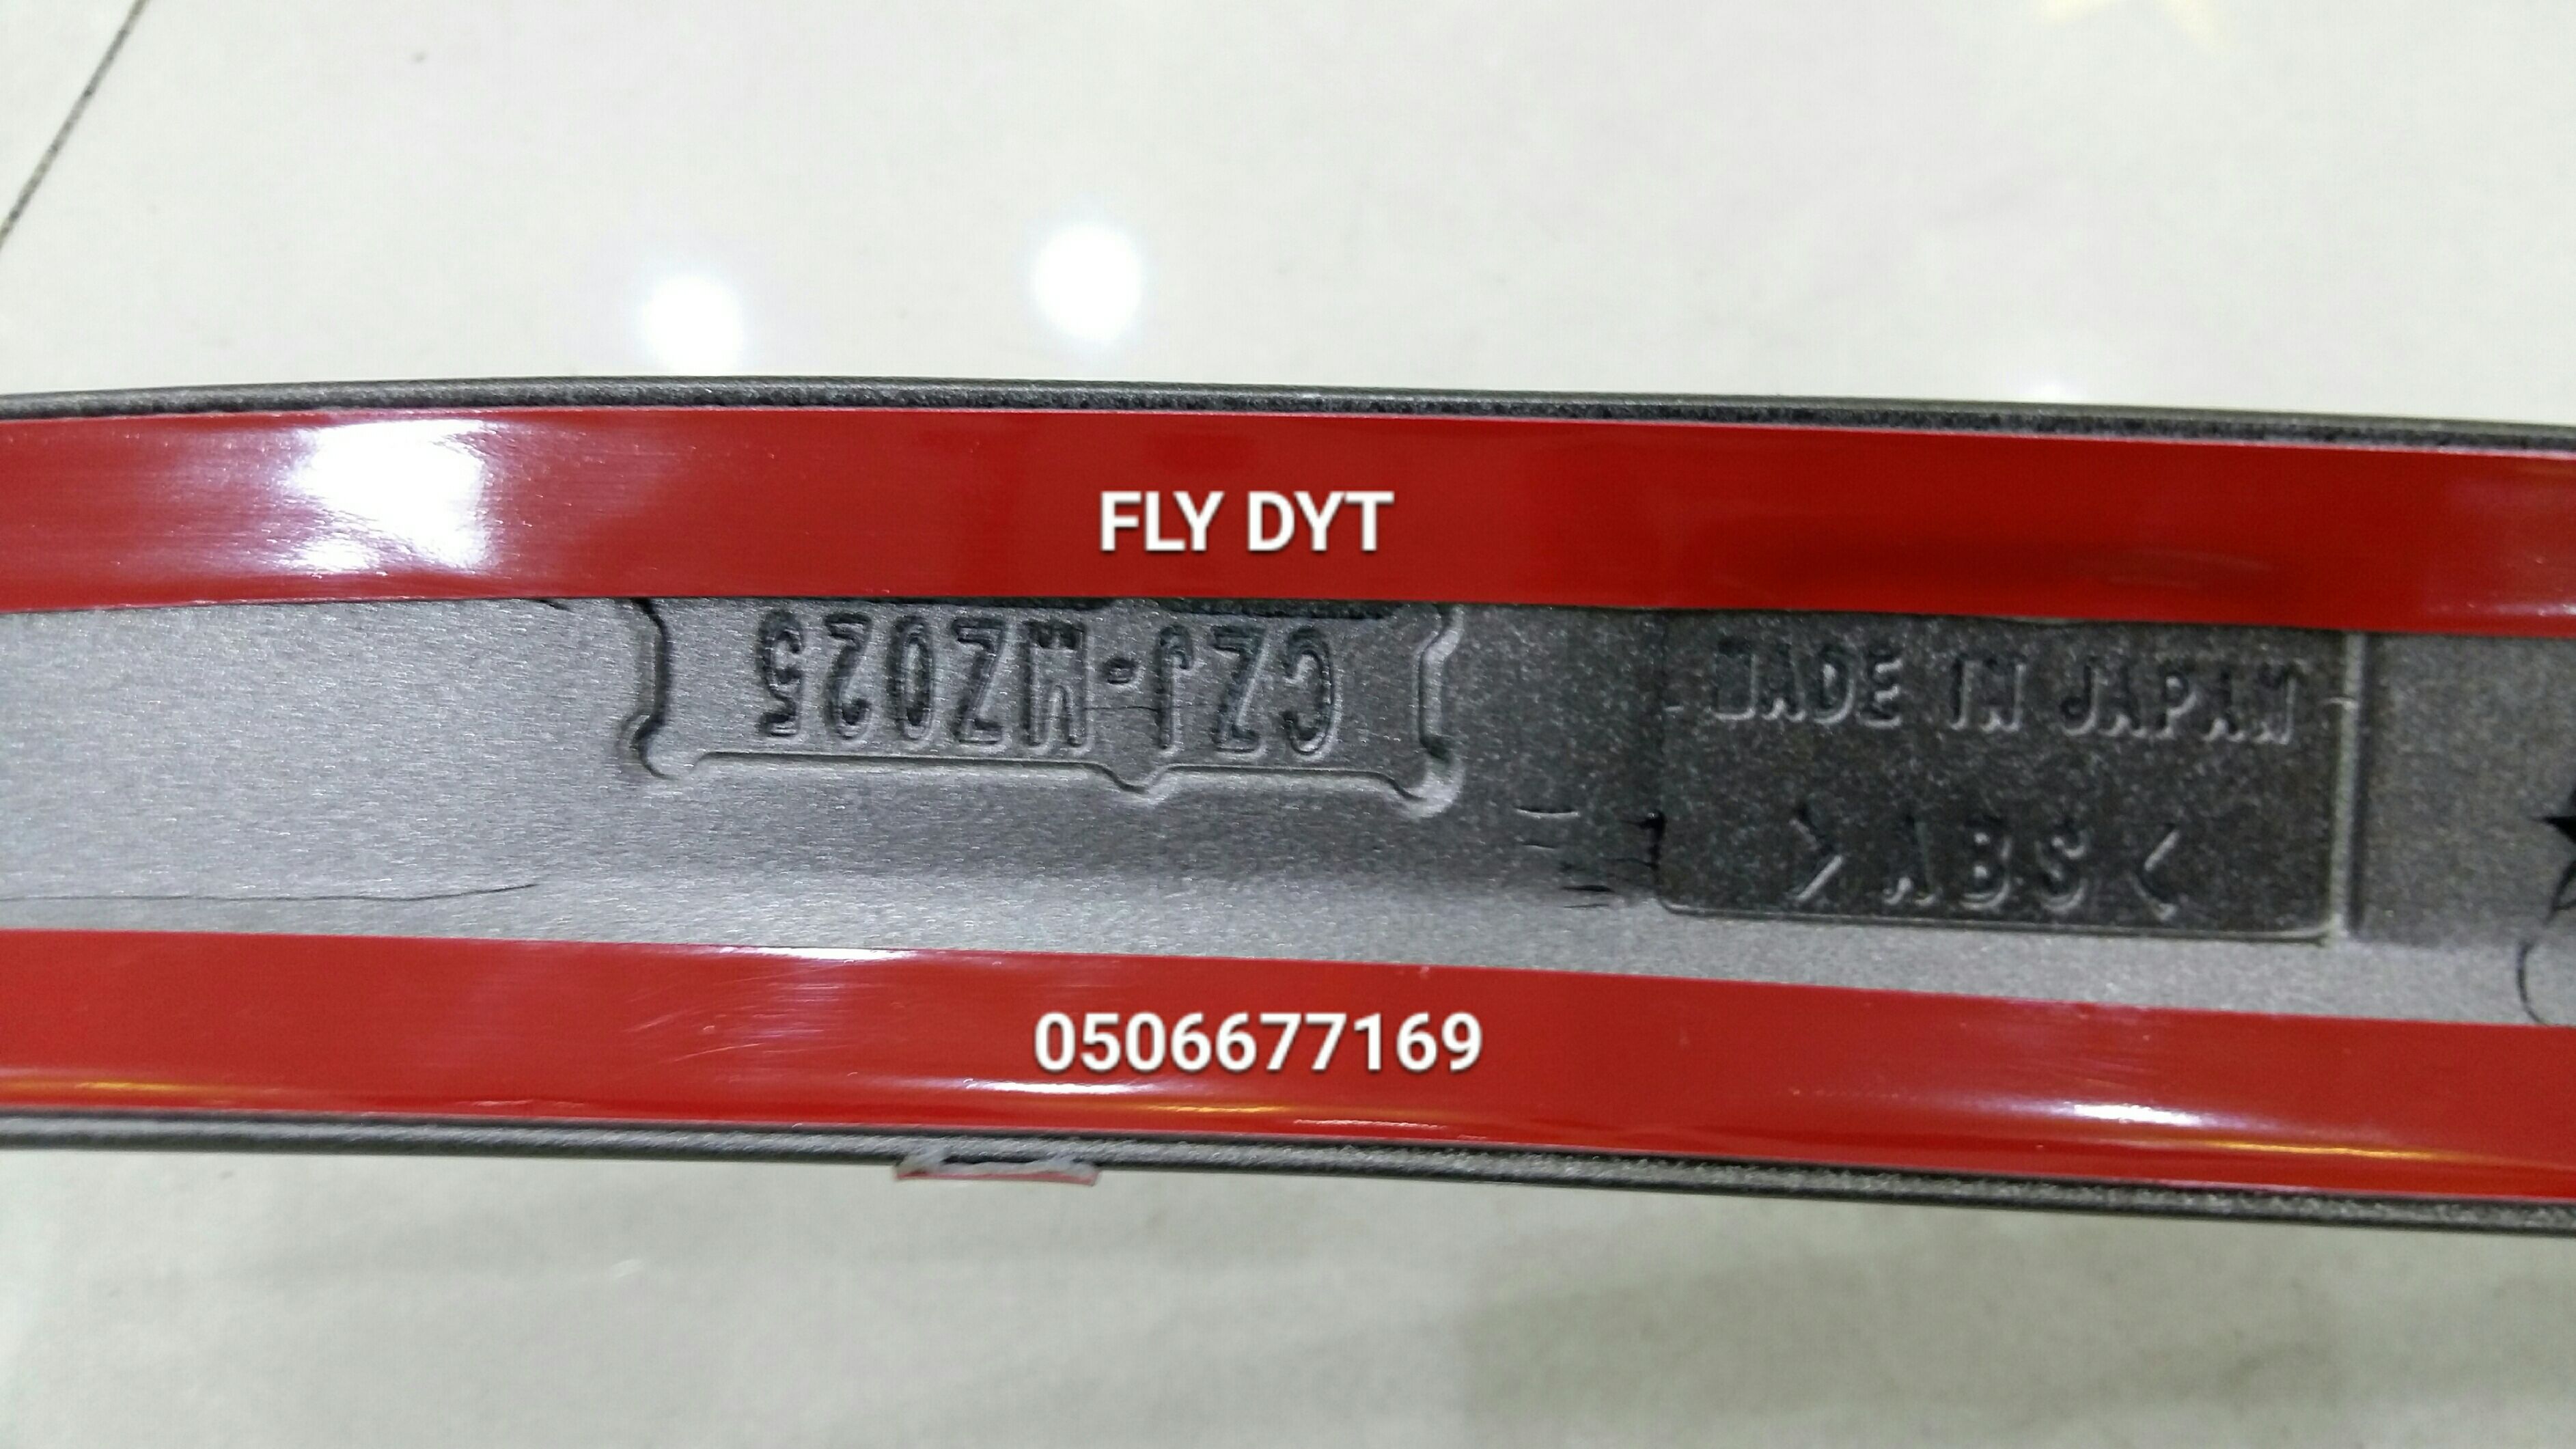 FLY DYT
CZJ-MZ025
MADE IN JAPAN
>ABS<
0506677169